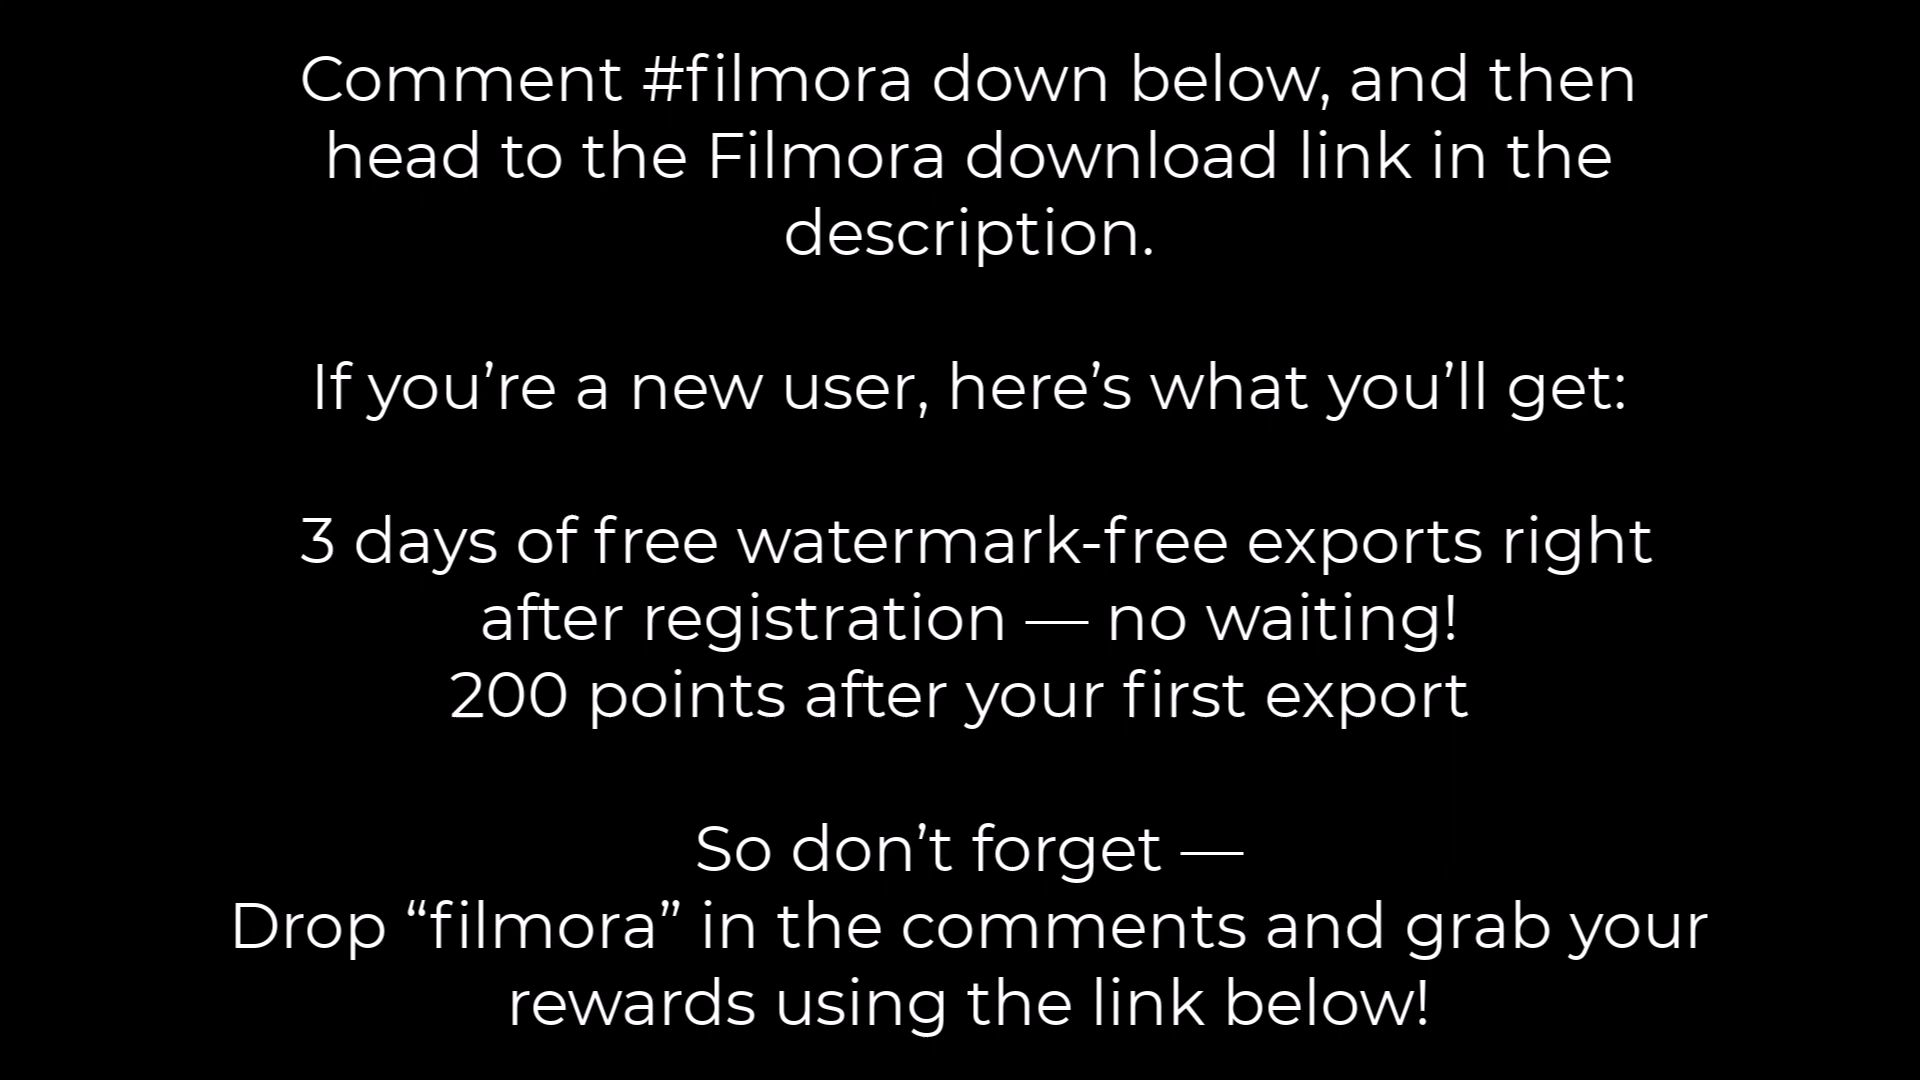 Comment #filmora down below, and then
head to the Filmora download link in the
description.
If you’re a new user, here’s what you’ll get:
3 days of free watermark-free exports right
after registration — no waiting!
200 points after your first export
So don’t forget —
Drop “filmora” in the comments and grab your
rewards using the link below!